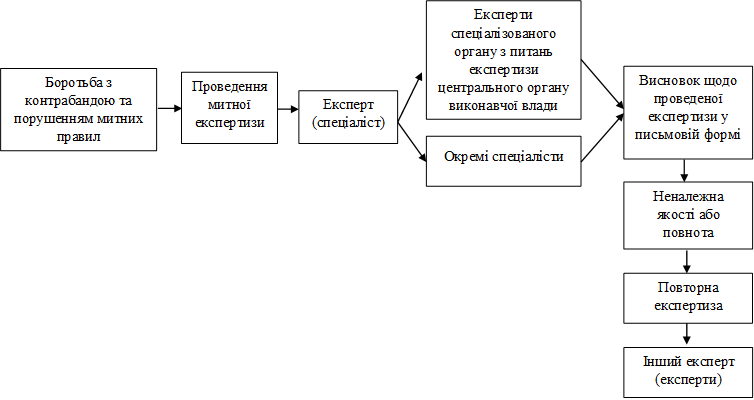 Боротьба з
контрабандою та
порушенням митних
правил
Проведення
митної
експертизи
Експерт
(спеціаліст)
Експерти
спеціалізованого
органу з питань
експертизи
центрального органу
виконавчої влади
Окремі спеціалісти
Висновок щодо
проведеної
експертизи у
письмовій формі
Неналежна
якості або
повнота
Повторна
експертиза
Інший експерт
(експерти)